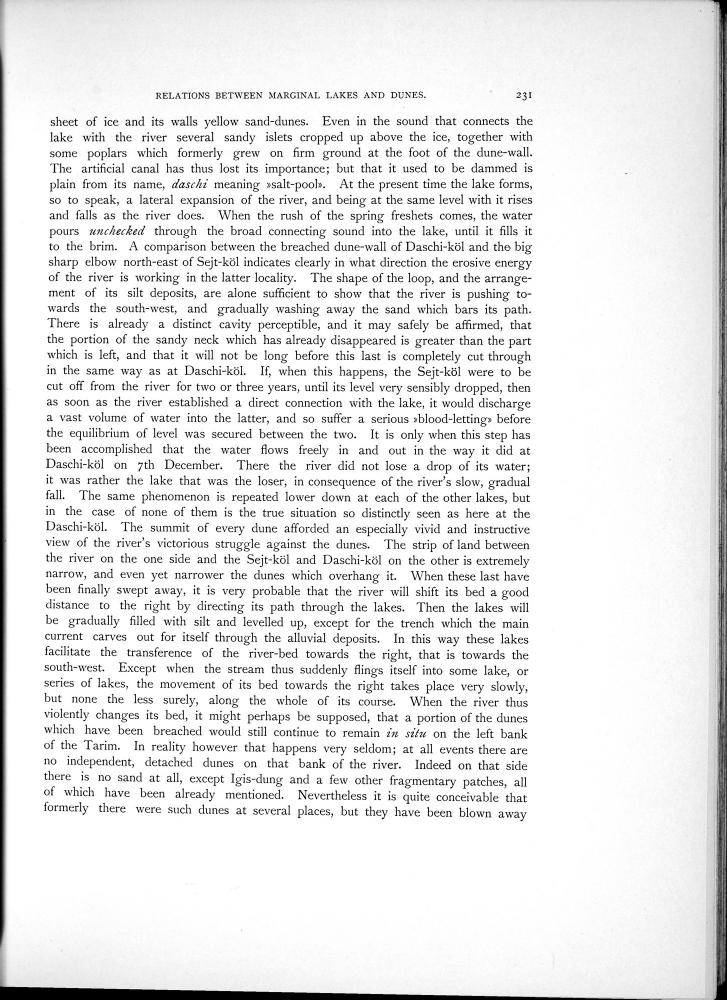 RELATIONS BETWEEN MARGINAL LAKES AND DUNES. 231
sheet of ice and its walls yellow sand-dunes. Even in the sound that connects the
lake with the river several sandy islets cropped up above the ice, together with
some poplars which formerly grew on firm ground at the foot of the dune-wall.
The artificial canal has thus lost its importance; but that it used to be dammed is
plain from its name, daschi meaning »salt-pool». At the present time the lake forms,
so to speak, a lateral expansion of the river, and being at the same level with it rises
and falls as the river does. When the rush of the spring freshets comes, the water
pours unchecked through the broad connecting sound into the lake, until it fills it
to the brim. A comparison between the breached dune-wall of Daschi-köl and the big
sharp elbow north-east of Sejt-köl indicates clearly in what direction the erosive energy
of the river is working in the latter locality. The shape of the loop, and the arrange-
ment of its silt deposits, are alone sufficient to show that the river is pushing to-
wards the south-west, and gradually washing away the sand which bars its path.
There is already a distinct cavity perceptible, and it may safely be affirmed, that
the portion of the sandy neck which has already disappeared is greater than the part
which is left, and that it will not be long before this last is completely cut through
in the same way as at Daschi-köl. If, when this happens, the Sejt-köl were to be
cut off from the river for two or three years, until its level very sensibly dropped, then
as soon as the river established a direct connection with the lake, it would discharge
a vast volume of water into the latter, and so suffer a serious »blood-letting» before
the equilibrium of level was secured between the two. It is only when this step has
been accomplished that the water flows freely in and out in the way it did at
Daschi-köl on 7th December. There the river did not lose a drop of its water;
it was rather the lake that was the loser, in consequence of the river's slow, gradual
fall. The same phenomenon is repeated lower down at each of the other lakes, but
in the case of none of them is the true situation so distinctly seen as here at the
Daschi-köl. The summit of every dune afforded an especially vivid and instructive
view of the river's victorious struggle against the dunes. The strip of land between
the river on the one side and the Sejt-köl and Daschi-köl on the other is extremely
narrow, and even yet narrower the dunes which overhang it. When these last have
been finally swept away, it is very probable that the river will shift its bed a good
distance to the right by directing its path through the lakes. Then the lakes will
be gradually filled with silt and levelled up, except for the trench which the main
current carves out for itself through the alluvial deposits. In this way these lakes
facilitate the transference of the river-bed towards the right, that is towards the
south-west. Except when the stream thus suddenly flings itself into some lake, or
series of lakes, the movement of its bed towards the right takes place very slowly,
but none the less surely, along the whole of its course. When the river thus
violently changes its bed, it might perhaps be supposed, that a portion of the dunes
which have been breached would still continue to remain in situ on the left bank
of the Tarim. In reality however that happens very seldom; at all events there are
no independent, detached dunes on that bank of the river. Indeed on that side
there is no sand at all, except Igis-dung and a few other fragmentary patches, all
of which have been already mentioned. Nevertheless it is quite conceivable that
formerly there were such dunes at several places, but they have been blown away